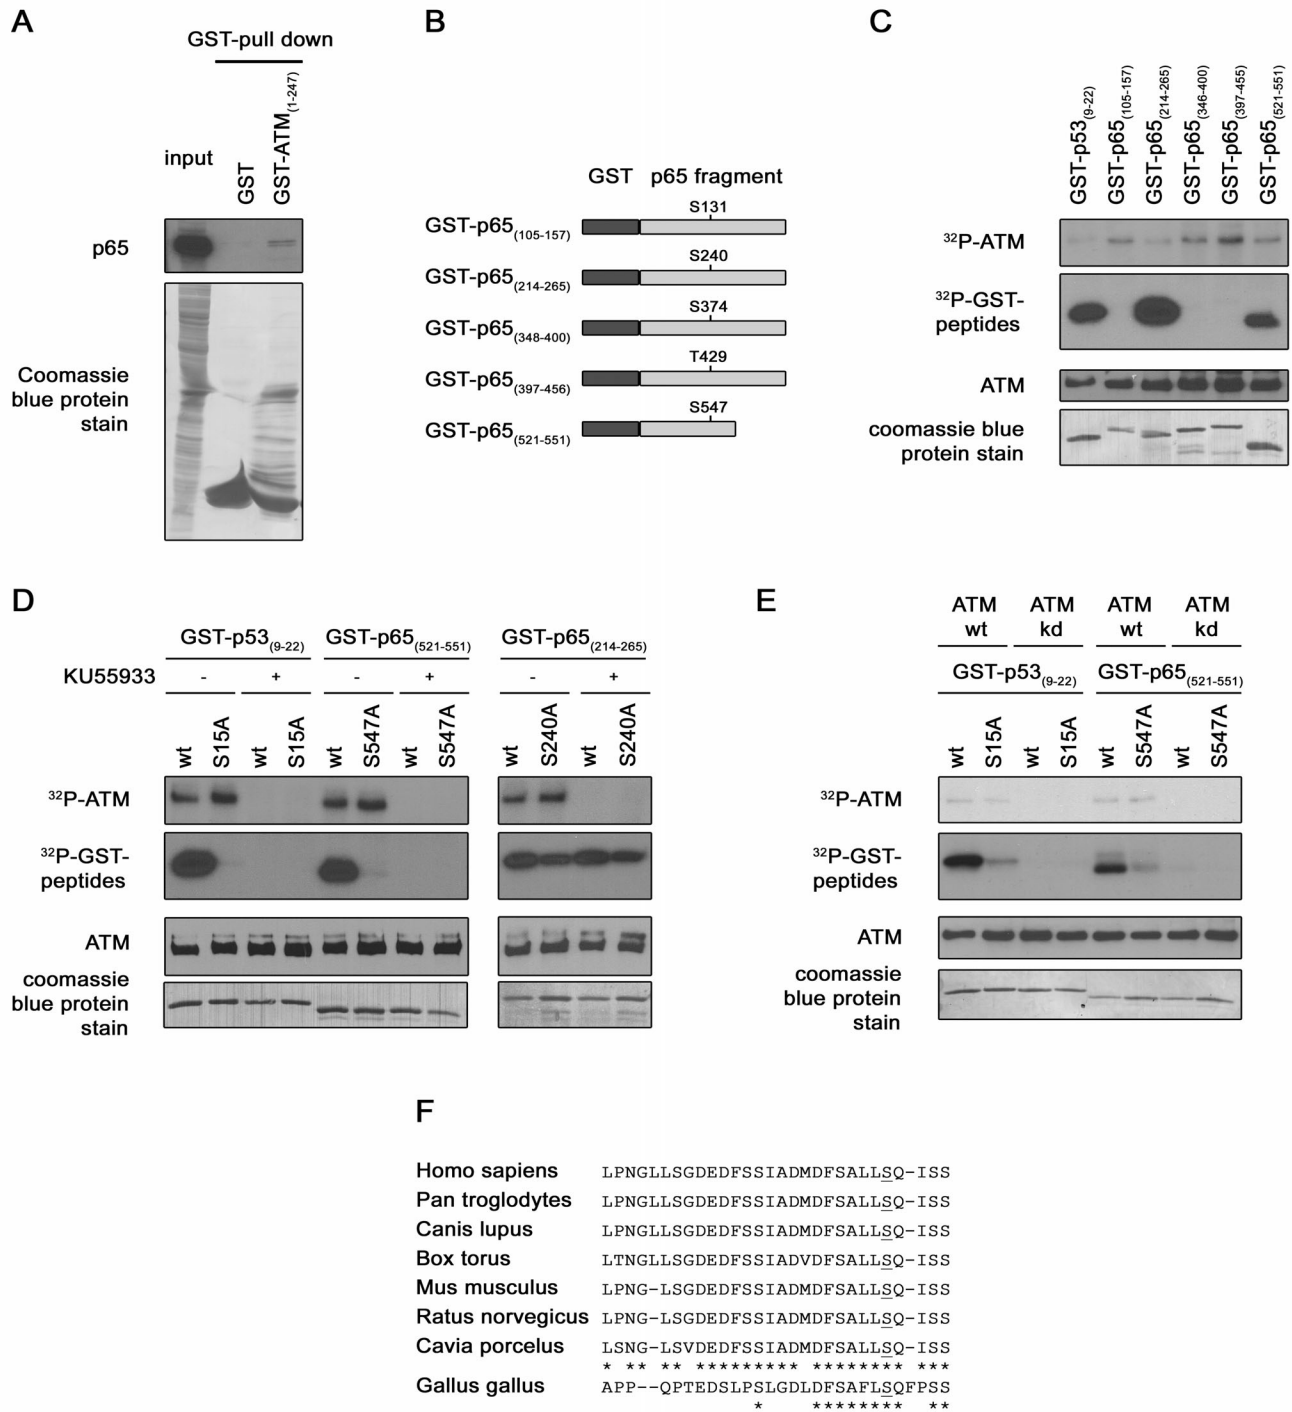 A
GST-pull down
input
GST
GST-ATM(1-247)
p65
Coomassie
blue protein
stain
B
GST p65 fragment
GST-p65(105-157) S131
GST-p65(214-265) S240
GST-p65(348-400) S374
GST-p65(397-456) T429
GST-p65(521-551) S547
C
GST-p53(9-22)
GST-p65(105-157)
GST-p65(214-265)
GST-p65(346-400)
GST-p65(397-455)
GST-p65(521-551)
32P-ATM
32P-GST-
peptides
ATM
coomassie blue
protein stain
D
GST-p53(9-22) GST-p65(521-551) GST-p65(214-265)
KU55933 - + - + - +
wt S15A wt S15A wt S547A wt S547A wt S240A wt S240A
32P-ATM
32P-GST-
peptides
ATM
coomassie
blue protein
stain
E
ATM ATM ATM ATM
wt kd wt kd
GST-p53(9-22) GST-p65(521-551)
wt S15A wt S15A wt S547A wt S547A
32P-ATM
32P-GST-
peptides
ATM
coomassie
blue protein
stain
F
Homo sapiens LPNGLLSGDEDFSSIADMDFSALLSQ-ISS
Pan troglodytes LPNGLLSGDEDFSSIADMDFSALLSQ-ISS
Canis lupus LPNGLLSGDEDFSSIADMDFSALLSQ-ISS
Box torus LTNGLLSGDEDFSSIADVDFSALLSQ-ISS
Mus musculus LPNG-LSGDEDFSSIADMDFSALLSQ-ISS
Ratus norvegicus LPNG-LSGDEDFSSIADMDFSALLSQ-ISS
Cavia porcelus LSNG-LSVDEDFSSIADMDFSALLSQ-ISS
* ** ** ********* ******** ***
Gallus gallus APP--QPTEDSLPSLGDLDFSAFLSQFPSS
* ******** **